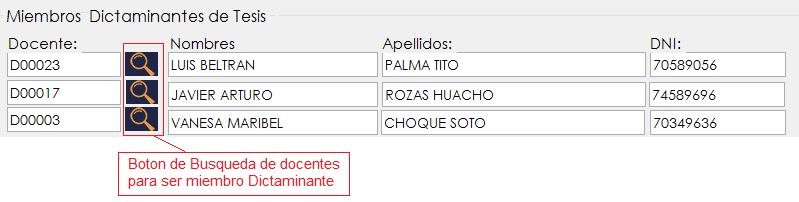 Miembros Dictaminantes de Tesis
Docente: Nombres Apellidos: DNI:
D00023 LUIS BELTRAN PALMA TITO 70589056
D00017 JAVIER ARTURO ROZAS HUACHO 74589696
D00003 VANESA MARIBEL CHOQUE SOTO 70349636
Boton de Busqueda de docentes
para ser miembro Dictaminante